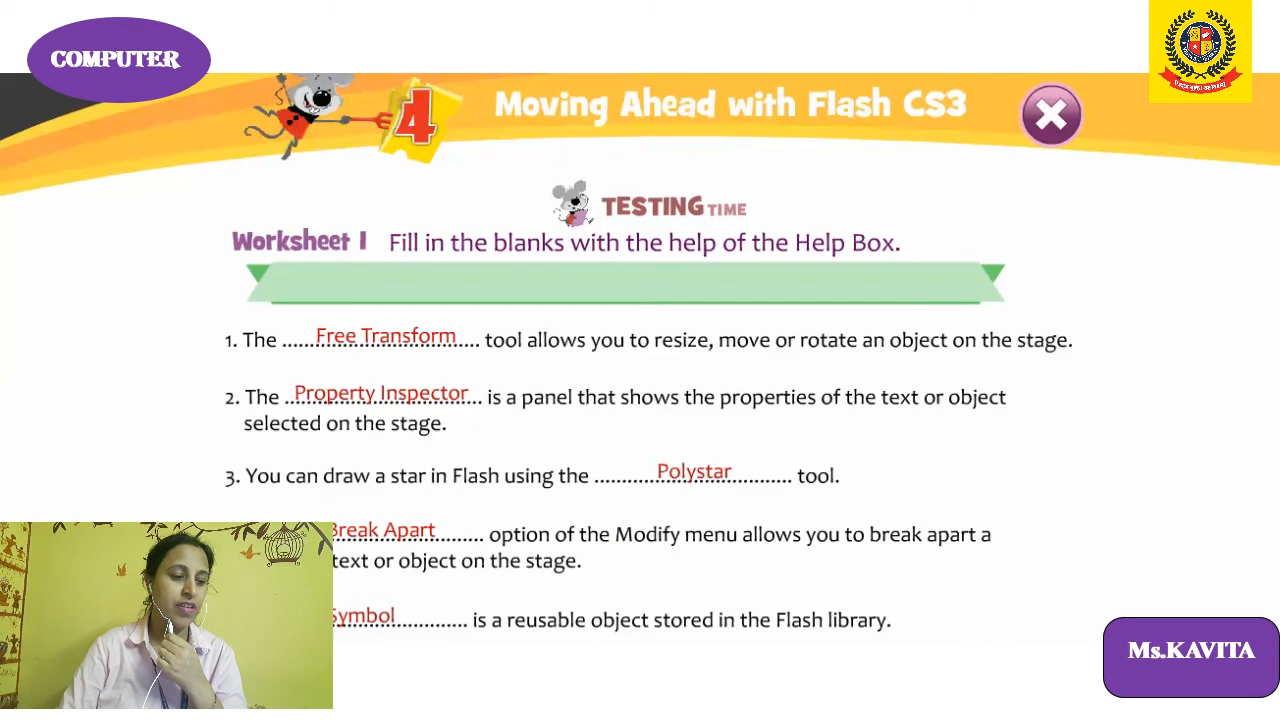 COMPUTER
4
Moving Ahead with Flash CS3
TESTING TIME
Worksheet 1 Fill in the blanks with the help of the Help Box.
1. The ........Free Transform........ tool allows you to resize, move or rotate an object on the stage.
2. The ........Property Inspector........ is a panel that shows the properties of the text or object
selected on the stage.
3. You can draw a star in Flash using the ........Polystar........ tool.
Break Apart........ option of the Modify menu allows you to break apart a
text or object on the stage.
Symbol........ is a reusable object stored in the Flash library.
Ms.KAVITA